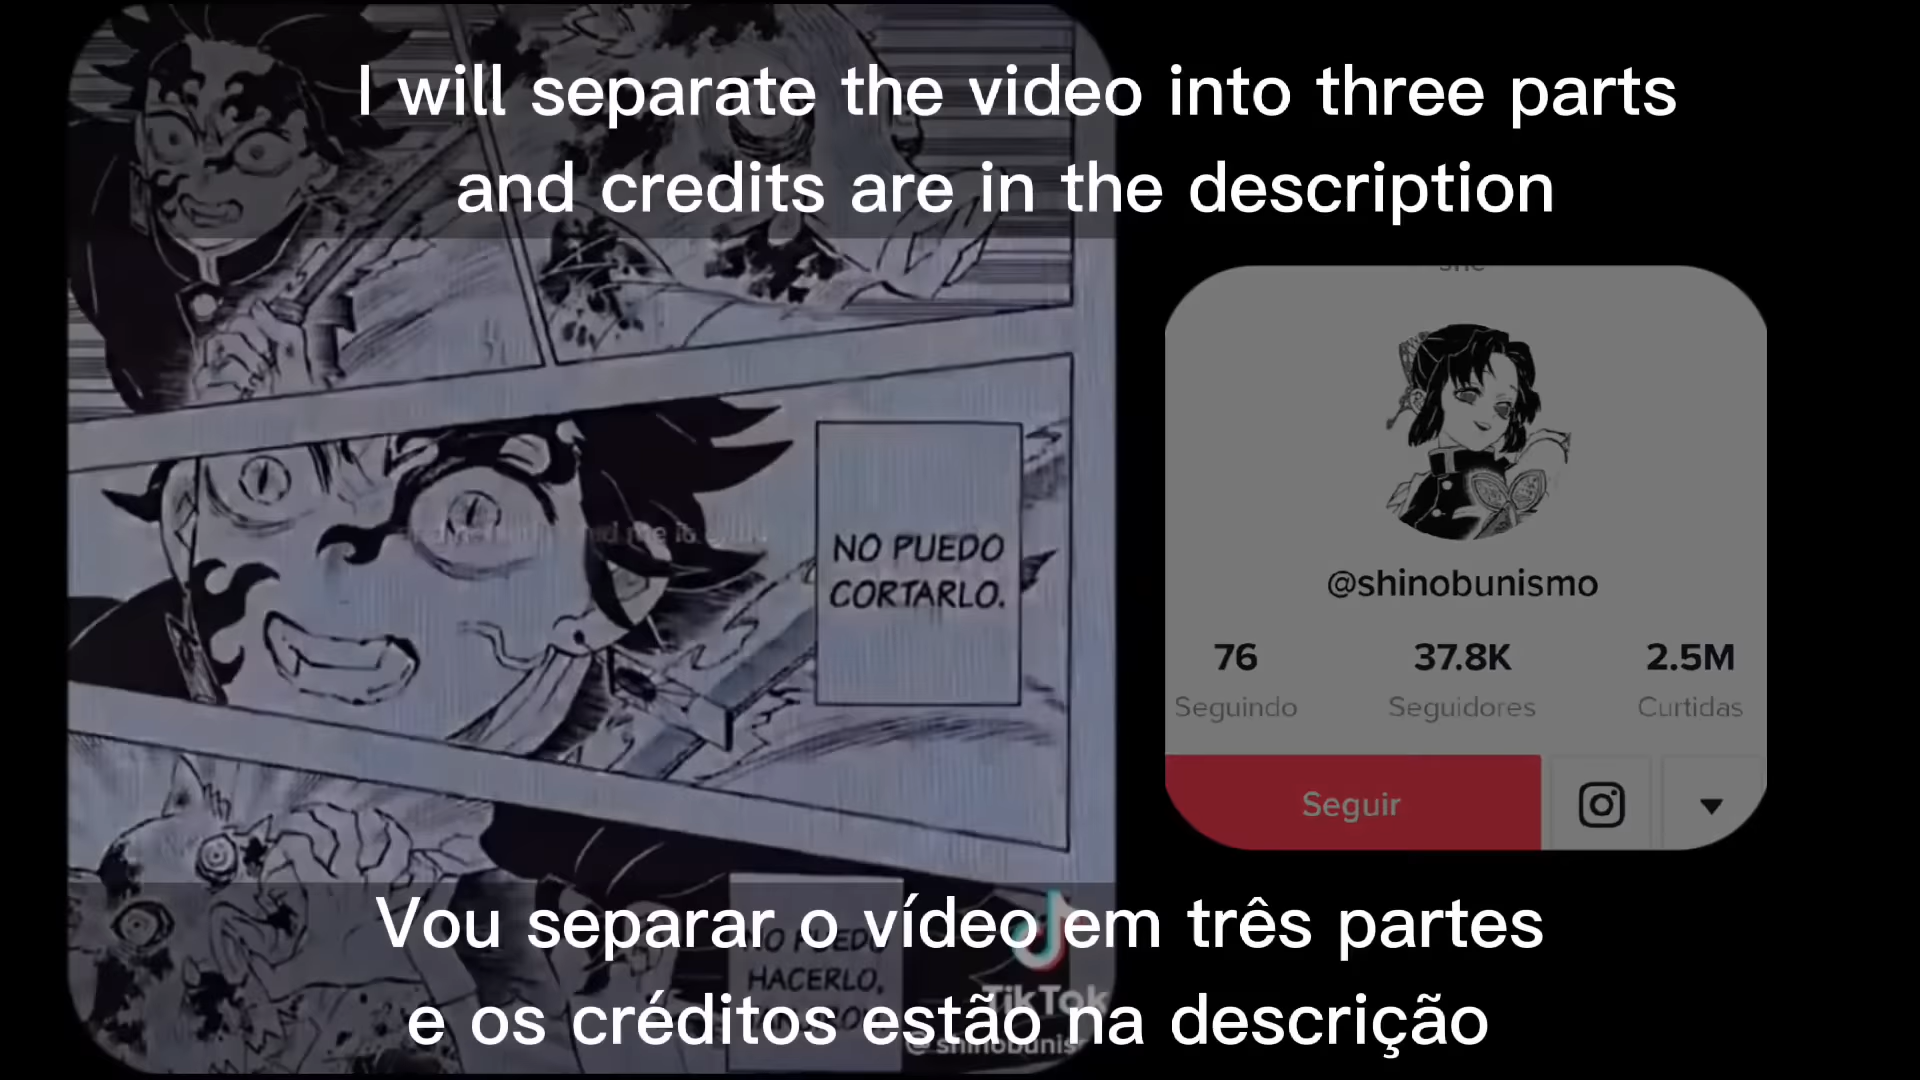 I will separate the video into three parts
and credits are in the description
NO PUEDO
CORTARLO.
@shinobunismo
76
37.8K
2.5M
Seguindo
Seguidores
Curtidas
Seguir
Vou separar o vídeo em três partes
e os créditos estão na descrição
NO PUEDO
HACERLO,
TikTok